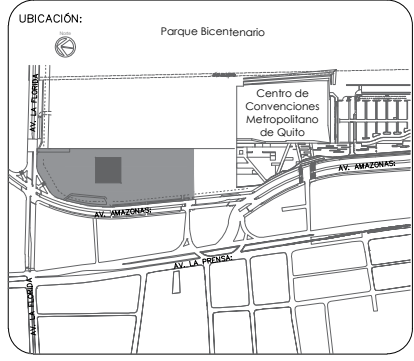 UBICACIÓN:
Norte
Parque Bicentenario
AV. LA FLORIDA
Centro de
Convenciones
Metropolitano
de Quito
AV. AMAZONAS:
AV. AMAZONAS:
AV. LA PRENSA:
AV. LA FLORIDA